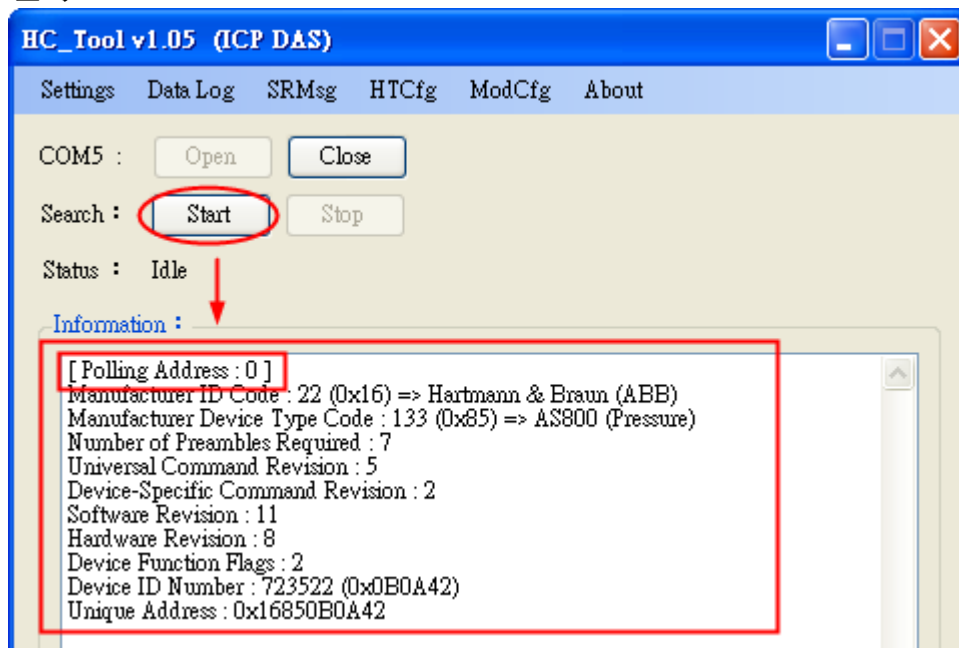 HC_Tool v1.05 (ICP DAS)
Settings Data Log SRMsg HTCfg ModCfg About
COM5 : Open Close
Search : Start Stop
Status : Idle
Information :
[ Polling Address : 0 ]
Manufacturer ID Code : 22 (0x16) => Hartmann & Braun (ABB)
Manufacturer Device Type Code : 133 (0x85) => AS800 (Pressure)
Number of Preambles Required : 7
Universal Command Revision : 5
Device-Specific Command Revision : 2
Software Revision : 11
Hardware Revision : 8
Device Function Flags : 2
Device ID Number : 723522 (0x0B0A42)
Unique Address : 0x16850B0A42